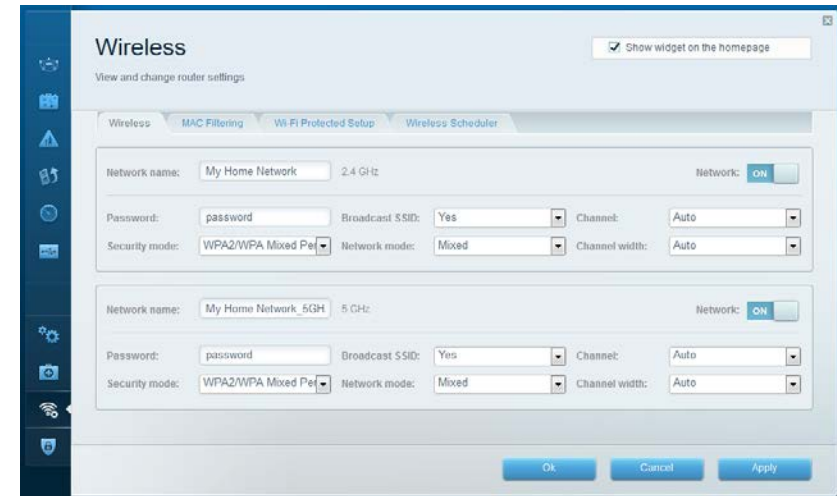 Wireless
Show widget on the homepage
View and change router settings
Wireless MAC Filtering Wi-Fi Protected Setup Wireless Scheduler
Network name: My Home Network 2.4 GHz Network: ON
Password: password Broadcast SSID: Yes Channel: Auto
Security mode: WPA2/WPA Mixed Per Network mode: Mixed Channel width: Auto
Network name: My Home Network_5GH 5 GHz Network: ON
Password: password Broadcast SSID: Yes Channel: Auto
Security mode: WPA2/WPA Mixed Per Network mode: Mixed Channel width: Auto
Ok Cancel Apply